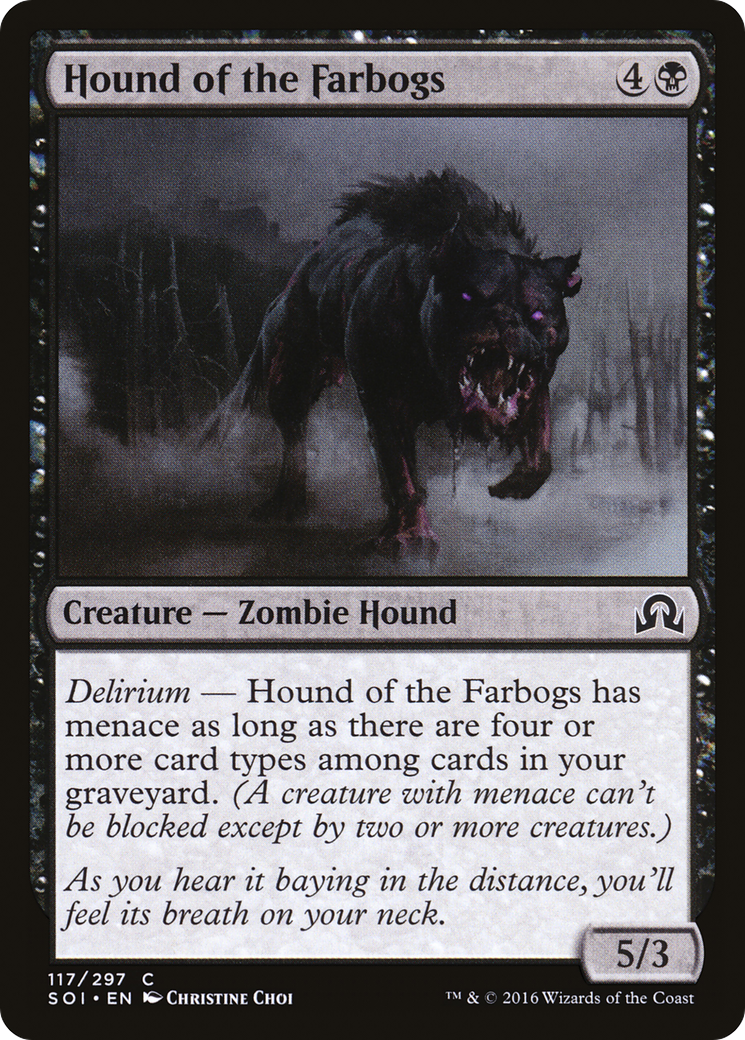 Hound of the Farbogs 4
Creature — Zombie Hound
Delirium — Hound of the Farbogs has
menace as long as there are four or
more card types among cards in your
graveyard. (A creature with menace can't
be blocked except by two or more creatures.)
As you hear it baying in the distance, you'll
feel its breath on your neck.
5/3
117/297 C
SOI • EN Christine Choi
™ & © 2016 Wizards of the Coast